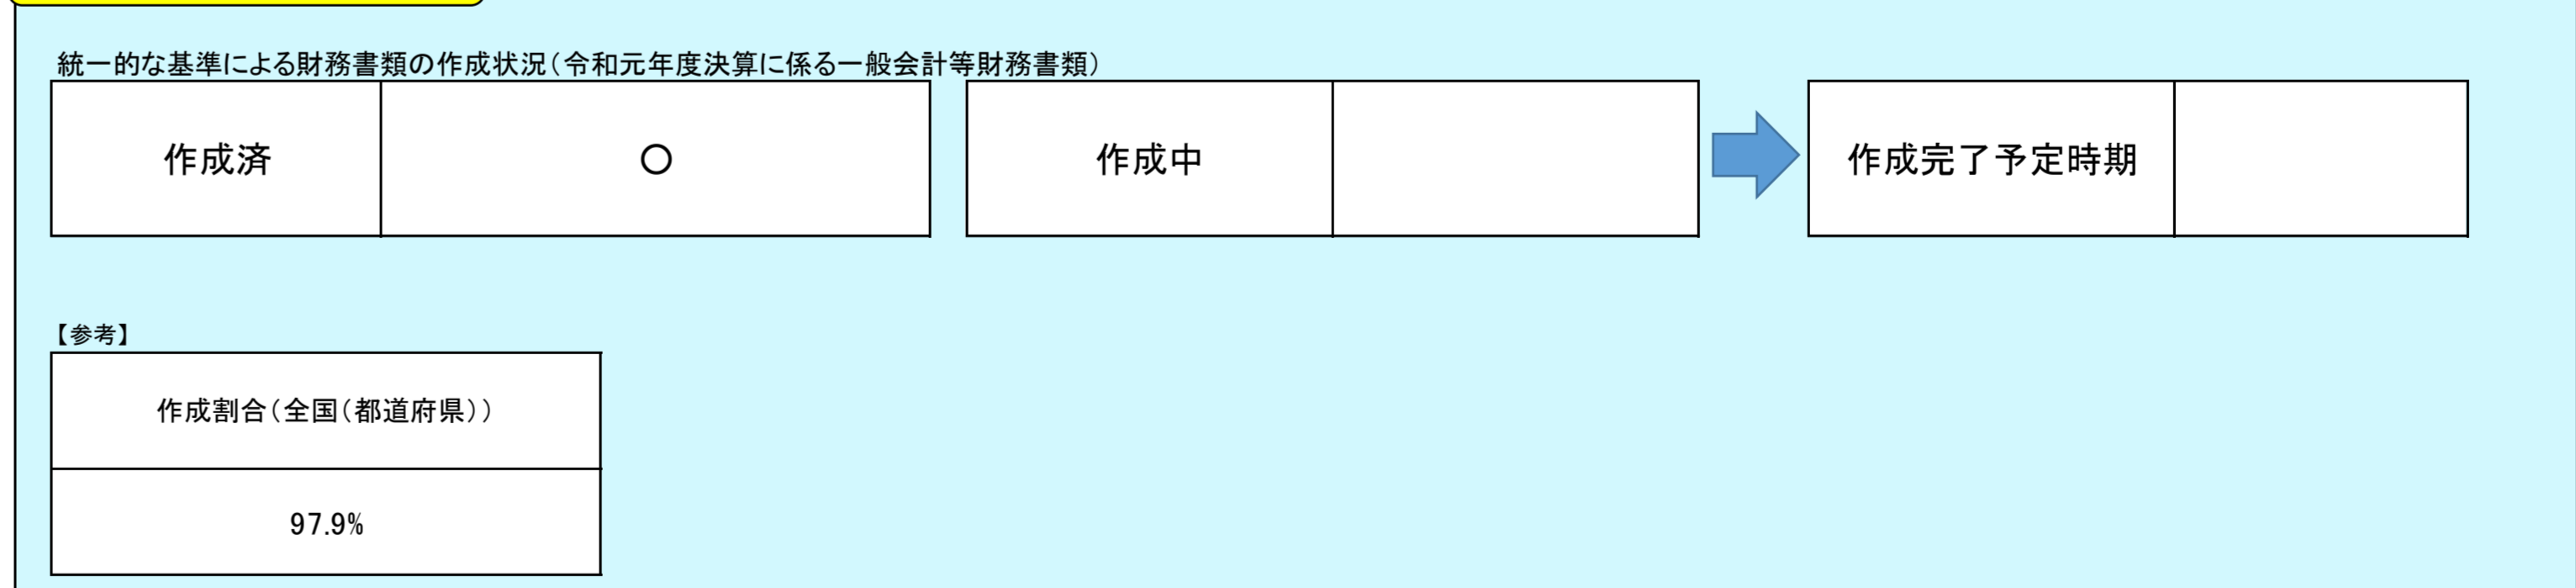 統一的な基準による財務書類の作成状況（令和元年度決算に係る一般会計等財務書類）
作成済
〇
作成中
作成完了予定時期
【参考】
作成割合（全国（都道府県））
97.9%